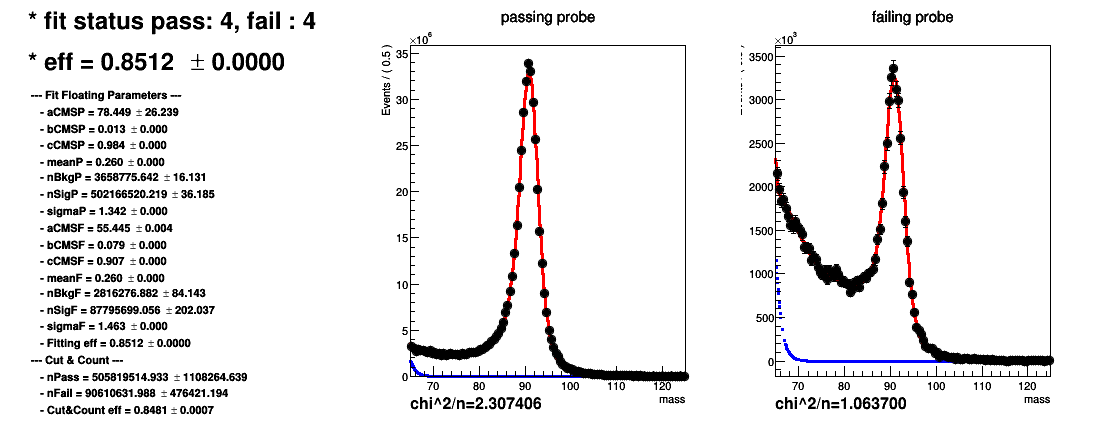 * fit status pass: 4, fail : 4
* eff = 0.8512 ± 0.0000
--- Fit Floating Parameters ---
- aCMSP = 78.449 ± 26.239
- bCMSP = 0.013 ± 0.000
- cCMSP = 0.984 ± 0.000
- meanP = 0.260 ± 0.000
- nBkgP = 3658775.642 ± 16.131
- nSigP = 502166520.219 ± 36.185
- sigmaP = 1.342 ± 0.000
- aCMSF = 55.445 ± 0.004
- bCMSF = 0.079 ± 0.000
- cCMSF = 0.907 ± 0.000
- meanF = 0.260 ± 0.000
- nBkgF = 2816276.882 ± 84.143
- nSigF = 87795699.056 ± 202.037
- sigmaF = 1.463 ± 0.000
- Fitting eff = 0.8512 ± 0.0000
--- Cut & Count ---
- nPass = 505819514.933 ± 1108264.639
- nFail = 90610631.988 ± 476421.194
- Cut&Count eff = 0.8481 ± 0.0007
passing probe
×10^6
Events / ( 0.5 )
35
30
25
20
15
10
5
0
70 80 90 100 110 120
mass
chi^2/n=2.307406
failing probe
×10^3
3500
3000
2500
2000
1500
1000
500
0
70 80 90 100 110 120
mass
chi^2/n=1.063700